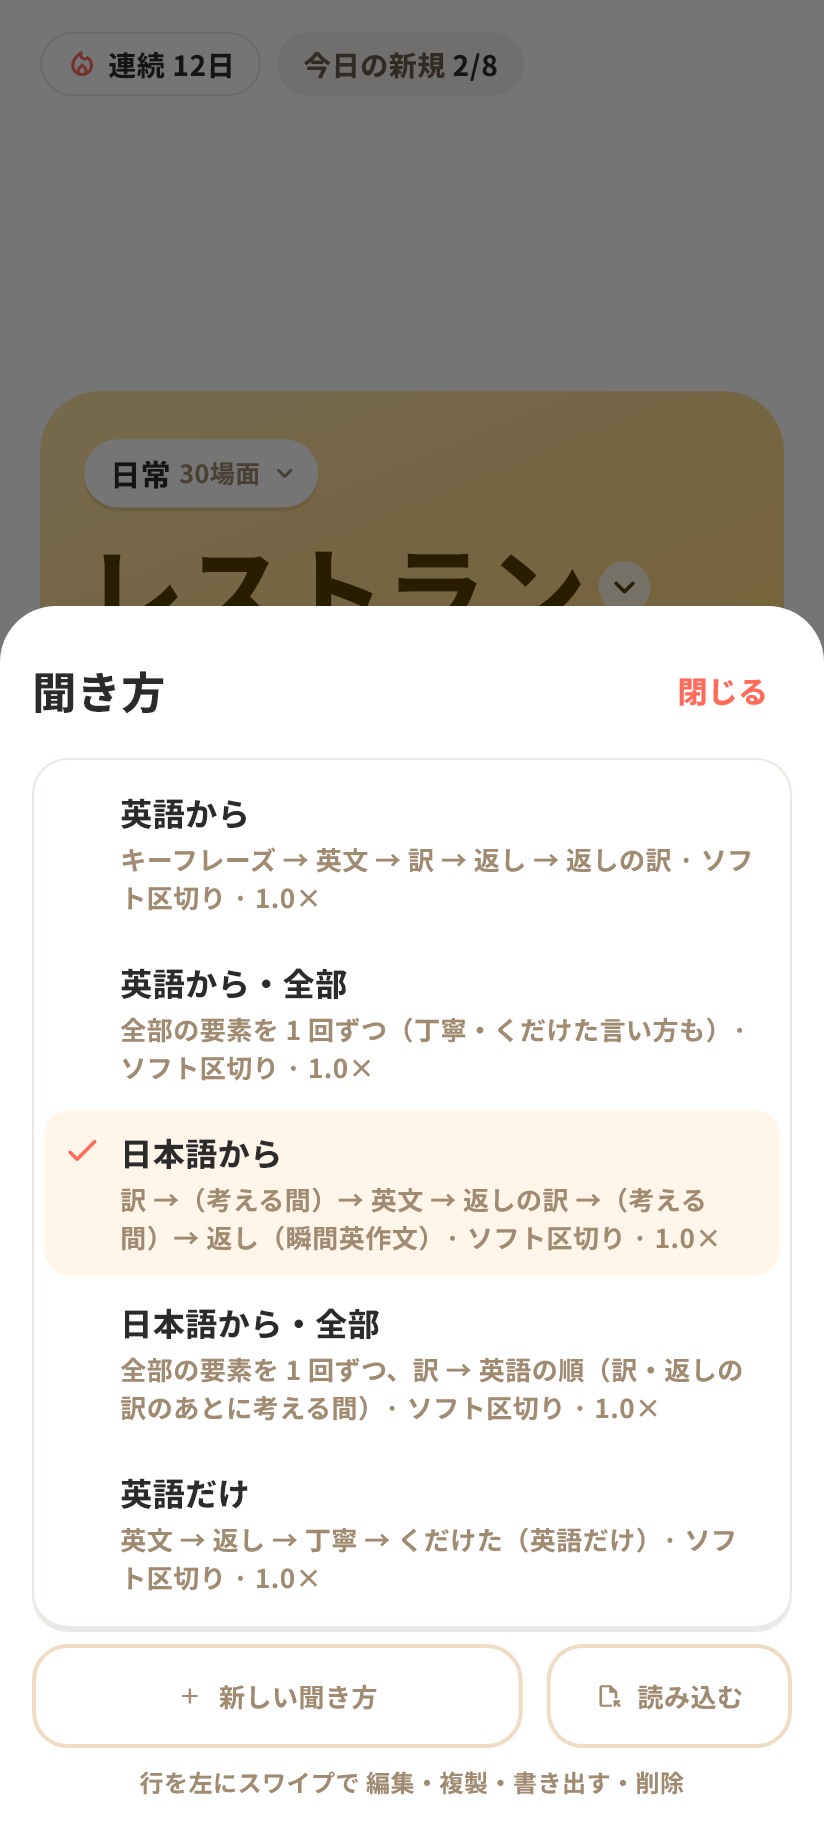 連続 12日
今日の新規 2/8
日常 30場面
レストラン
聞き方
閉じる
英語から
キーフレーズ → 英文 → 訳 → 返し → 返しの訳 · ソフ
ト区切り · 1.0×
英語から・全部
全部の要素を 1 回ずつ（丁寧・くだけた言い方も）·
ソフト区切り · 1.0×
日本語から
訳 →（考える間）→ 英文 → 返しの訳 →（考える
間）→ 返し（瞬間英作文）· ソフト区切り · 1.0×
日本語から・全部
全部の要素を 1 回ずつ、訳 → 英語の順（訳・返しの
訳のあとに考える間）· ソフト区切り · 1.0×
英語だけ
英文 → 返し → 丁寧 → くだけた（英語だけ）· ソフ
ト区切り · 1.0×
+ 新しい聞き方
読み込む
行を左にスワイプで 編集・複製・書き出す・削除